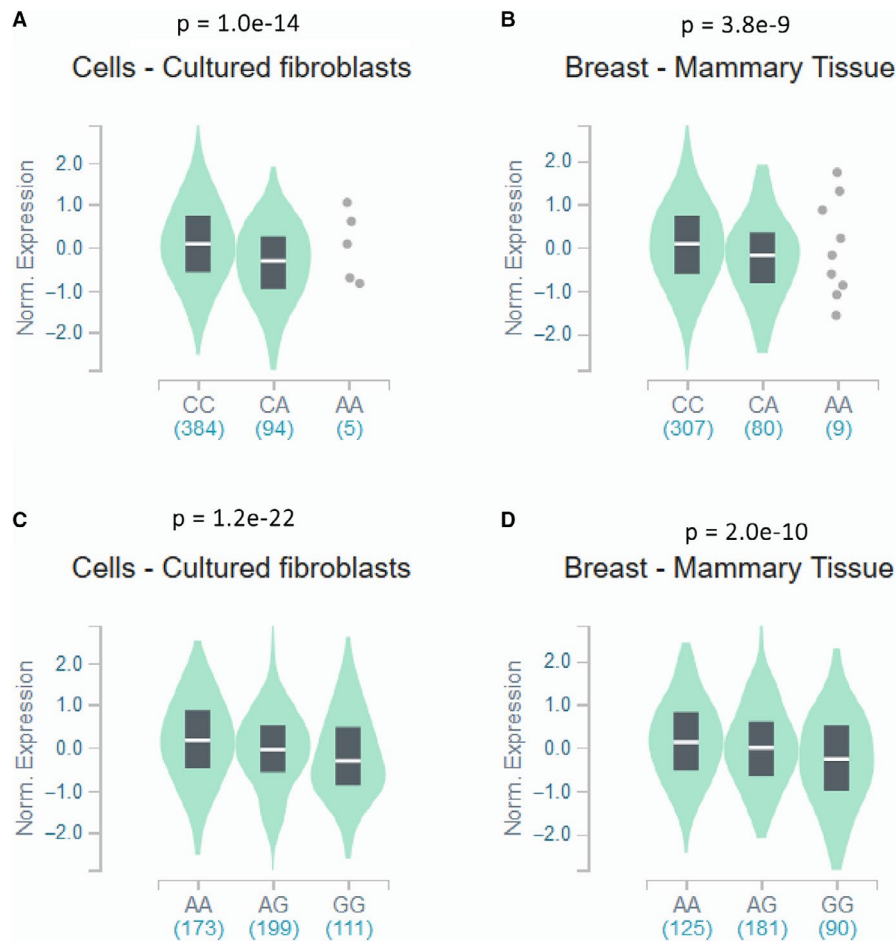 A
p = 1.0e-14
Cells - Cultured fibroblasts
Norm. Expression
2.0
1.0
0.0
−1.0
−2.0
CC CA AA
(384) (94) (5)
B
p = 3.8e-9
Breast - Mammary Tissue
Norm. Expression
2.0
1.0
0.0
−1.0
−2.0
CC CA AA
(307) (80) (9)
C
p = 1.2e-22
Cells - Cultured fibroblasts
Norm. Expression
2.0
1.0
0.0
−1.0
−2.0
AA AG GG
(173) (199) (111)
D
p = 2.0e-10
Breast - Mammary Tissue
Norm. Expression
2.0
1.0
0.0
−1.0
−2.0
AA AG GG
(125) (181) (90)